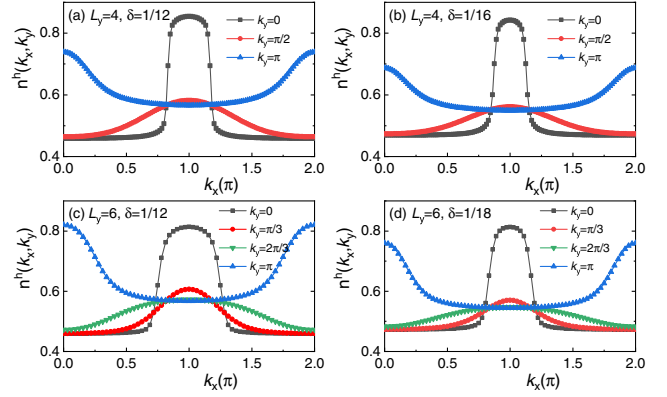 (a) L_y=4, δ=1/12
k_y=0
k_y=π/2
k_y=π
n^h(k_x,k_y)
0.8
0.6
0.4
0.0 0.5 1.0 1.5 2.0
k_x(π)
(b) L_y=4, δ=1/16
k_y=0
k_y=π/2
k_y=π
n^h(k_x,k_y)
0.8
0.6
0.4
0.0 0.5 1.0 1.5 2.0
k_x(π)
(c) L_y=6, δ=1/12
k_y=0
k_y=π/3
k_y=2π/3
k_y=π
n^h(k_x,k_y)
0.8
0.6
0.4
0.0 0.5 1.0 1.5 2.0
k_x(π)
(d) L_y=6, δ=1/18
k_y=0
k_y=π/3
k_y=2π/3
k_y=π
n^h(k_x,k_y)
0.8
0.6
0.4
0.0 0.5 1.0 1.5 2.0
k_x(π)